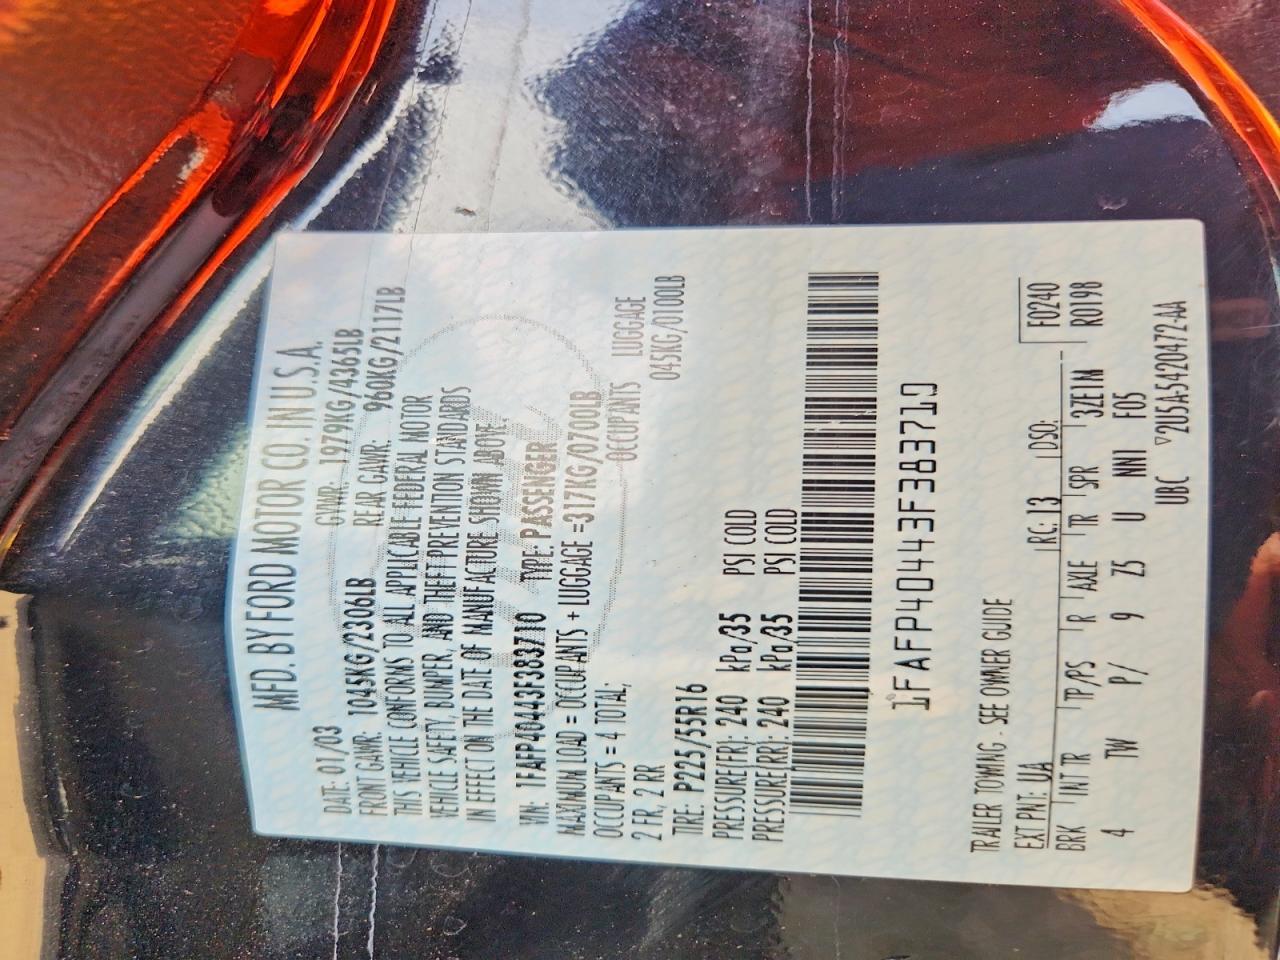 MFD. BY FORD MOTOR CO. IN U.S.A.
DATE: 01/03 GVWR: 1979KG/4365LB
FRONT GAWR: 1045KG/2306LB REAR GAWR: 960KG/2117LB
THIS VEHICLE CONFORMS TO ALL APPLICABLE FEDERAL MOTOR
VEHICLE SAFETY, BUMPER, AND THEFT PREVENTION STANDARDS
IN EFFECT ON THE DATE OF MANUFACTURE SHOWN ABOVE.
VIN: 1FAFP40443F383710 TYPE: PASSENGER
MAXIMUM LOAD = OCCUPANTS + LUGGAGE =317KG/0700LB
OCCUPANTS = 4 TOTAL; OCCUPANTS LUGGAGE
2 FR, 2 RR 045KG/0100LB
TIRE: P225/55R16
PRESSURE(FR): 240 kPa/35 PSI COLD
PRESSURE(RR): 240 kPa/35 PSI COLD
1FAFP40443F383710
TRAILER TOWING - SEE OWNER GUIDE
EXT PNT: UA RC: 13 DSO: F0240
BRK INT TR TP/PS R AXLE TR SPR 3ZE1N R0198
4 TW P/ 9 Z5 U NN1 F05
UBC ▽2U5A-5420472-AA